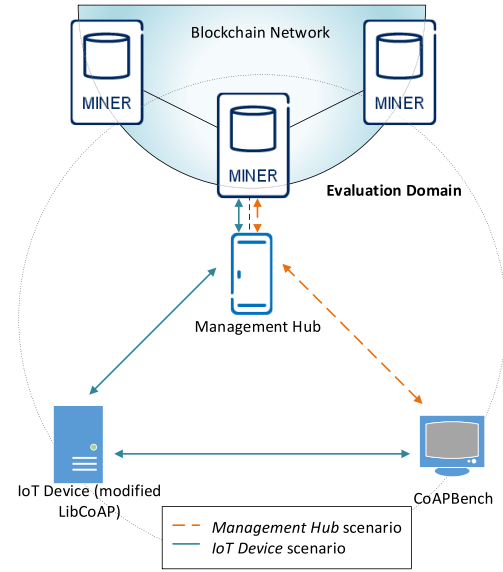 Blockchain Network
MINER
MINER
MINER
Evaluation Domain
Management Hub
IoT Device (modified
LibCoAP)
CoAPBench
Management Hub scenario
IoT Device scenario